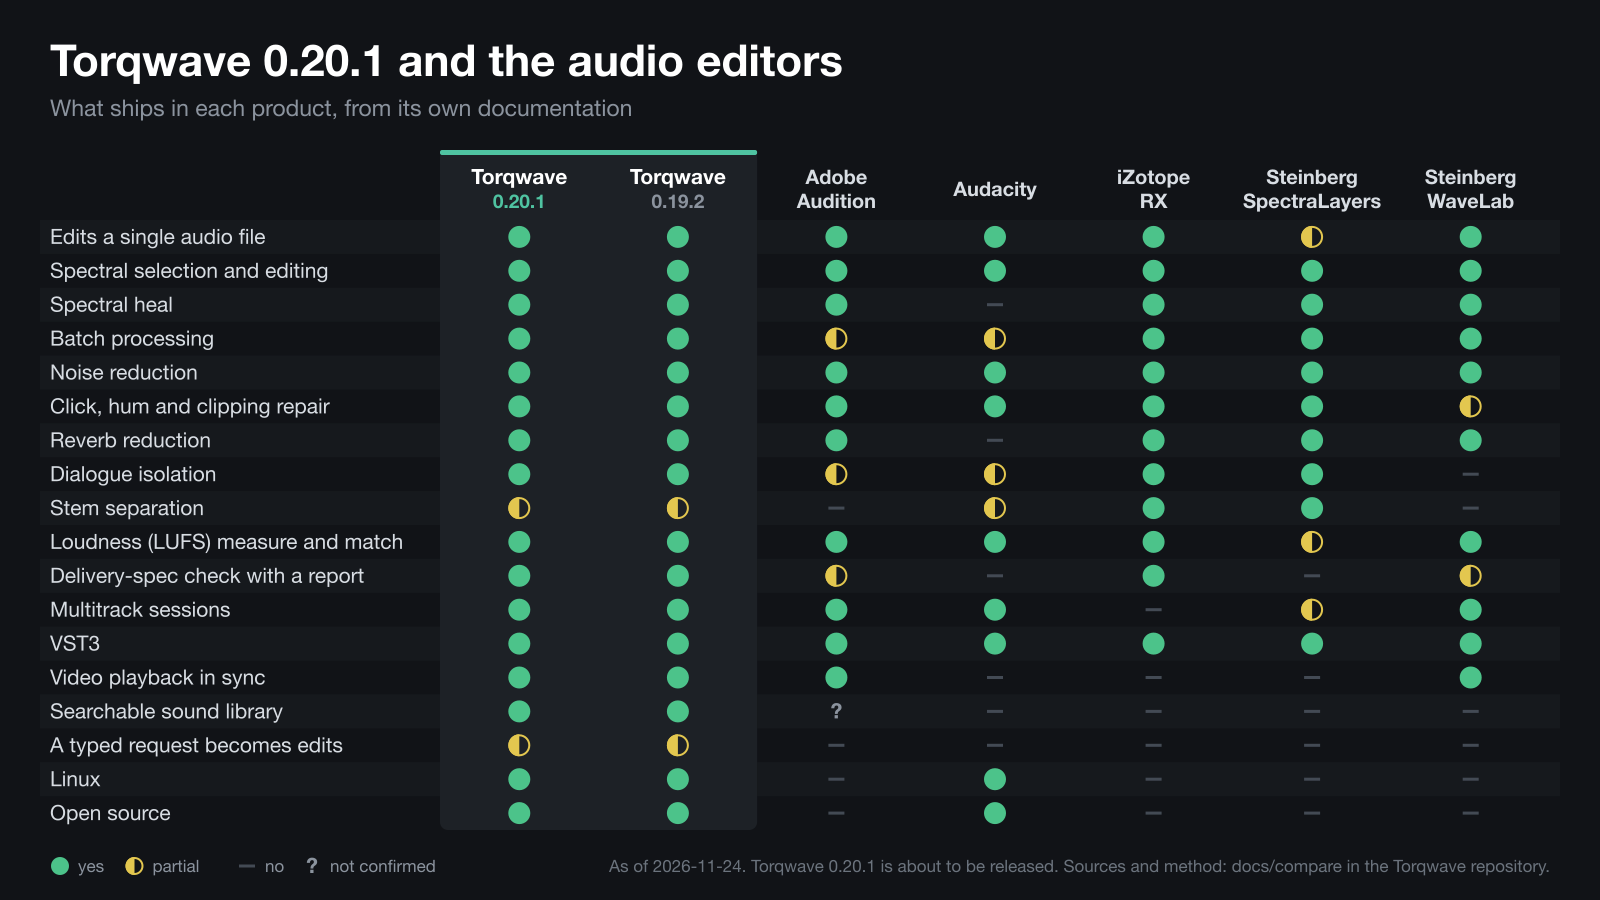 Torqwave 0.20.1 and the audio editors
What ships in each product, from its own documentation
Torqwave 0.20.1
Torqwave 0.19.2
Adobe Audition
Audacity
iZotope RX
Steinberg SpectraLayers
Steinberg WaveLab
Edits a single audio file
Spectral selection and editing
Spectral heal
Batch processing
Noise reduction
Click, hum and clipping repair
Reverb reduction
Dialogue isolation
Stem separation
Loudness (LUFS) measure and match
Delivery-spec check with a report
Multitrack sessions
VST3
Video playback in sync
Searchable sound library
?
A typed request becomes edits
Linux
Open source
yes partial no ? not confirmed
As of 2026-11-24. Torqwave 0.20.1 is about to be released. Sources and method: docs/compare in the Torqwave repository.